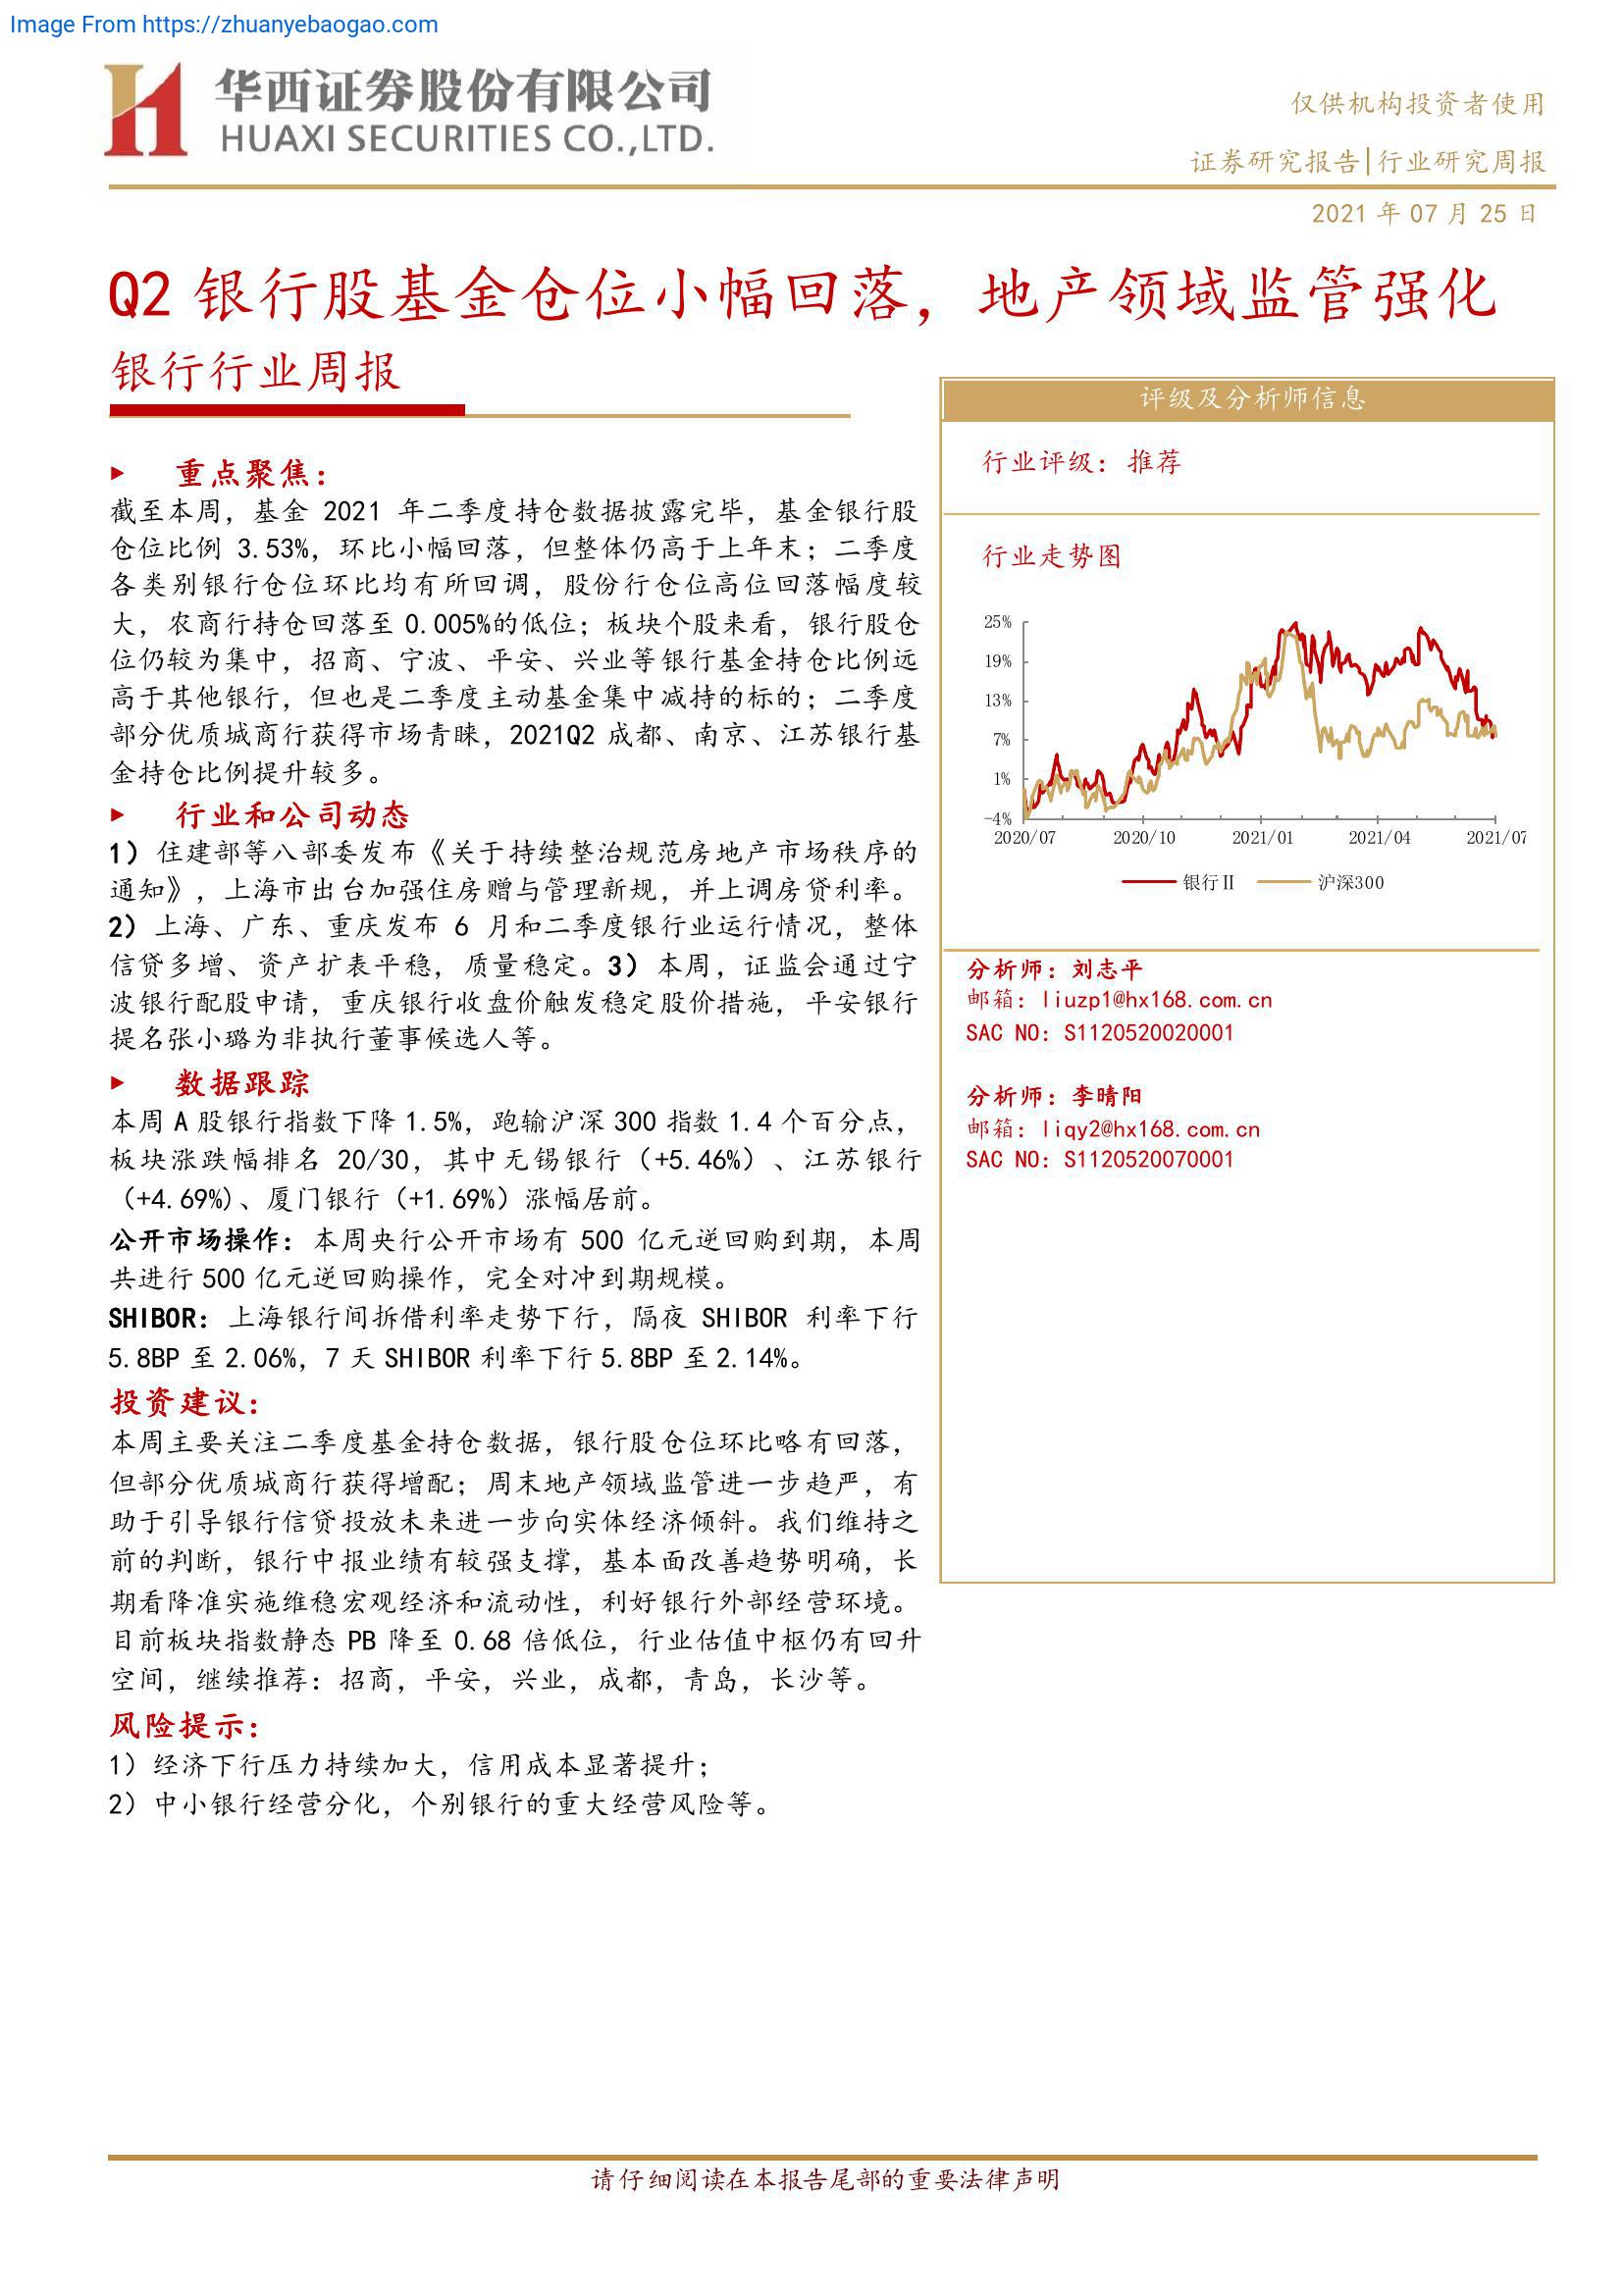 Image From https://zhuanyebaogao.com
华西证券股份有限公司
HUAXI SECURITIES CO.,LTD.
仅供机构投资者使用
证券研究报告|行业研究周报
2021 年 07 月 25 日
Q2 银行股基金仓位小幅回落，地产领域监管强化
银行行业周报
重点聚焦：
截至本周，基金 2021 年二季度持仓数据披露完毕，基金银行股
仓位比例 3.53%，环比小幅回落，但整体仍高于上年末；二季度
各类别银行仓位环比均有所回调，股份行仓位高位回落幅度较
大，农商行持仓回落至 0.005%的低位；板块个股来看，银行股仓
位仍较为集中，招商、宁波、平安、兴业等银行基金持仓比例远
高于其他银行，但也是二季度主动基金集中减持的标的；二季度
部分优质城商行获得市场青睐，2021Q2 成都、南京、江苏银行基
金持仓比例提升较多。
行业和公司动态
1）住建部等八部委发布《关于持续整治规范房地产市场秩序的
通知》，上海市出台加强住房赠与管理新规，并上调房贷利率。
2）上海、广东、重庆发布 6 月和二季度银行业运行情况，整体
信贷多增、资产扩表平稳，质量稳定。3）本周，证监会通过宁
波银行配股申请，重庆银行收盘价触发稳定股价措施，平安银行
提名张小璐为非执行董事候选人等。
数据跟踪
本周 A 股银行指数下降 1.5%，跑输沪深 300 指数 1.4 个百分点，
板块涨跌幅排名 20/30，其中无锡银行（+5.46%）、江苏银行
（+4.69%)、厦门银行（+1.69%）涨幅居前。
公开市场操作：本周央行公开市场有 500 亿元逆回购到期，本周
共进行 500 亿元逆回购操作，完全对冲到期规模。
SHIBOR：上海银行间拆借利率走势下行，隔夜 SHIBOR 利率下行
5.8BP 至 2.06%，7 天 SHIBOR 利率下行 5.8BP 至 2.14%。
投资建议：
本周主要关注二季度基金持仓数据，银行股仓位环比略有回落，
但部分优质城商行获得增配；周末地产领域监管进一步趋严，有
助于引导银行信贷投放未来进一步向实体经济倾斜。我们维持之
前的判断，银行中报业绩有较强支撑，基本面改善趋势明确，长
期看降准实施维稳宏观经济和流动性，利好银行外部经营环境。
目前板块指数静态 PB 降至 0.68 倍低位，行业估值中枢仍有回升
空间，继续推荐：招商，平安，兴业，成都，青岛，长沙等。
风险提示：
1）经济下行压力持续加大，信用成本显著提升；
2）中小银行经营分化，个别银行的重大经营风险等。
评级及分析师信息
行业评级：推荐
行业走势图
25%
19%
13%
7%
1%
-4%
2020/07 2020/10 2021/01 2021/04 2021/07
银行Ⅱ 沪深300
分析师：刘志平
邮箱：liuzp1@hx168.com.cn
SAC NO：S1120520020001
分析师：李晴阳
邮箱：liqy2@hx168.com.cn
SAC NO：S1120520070001
请仔细阅读在本报告尾部的重要法律声明